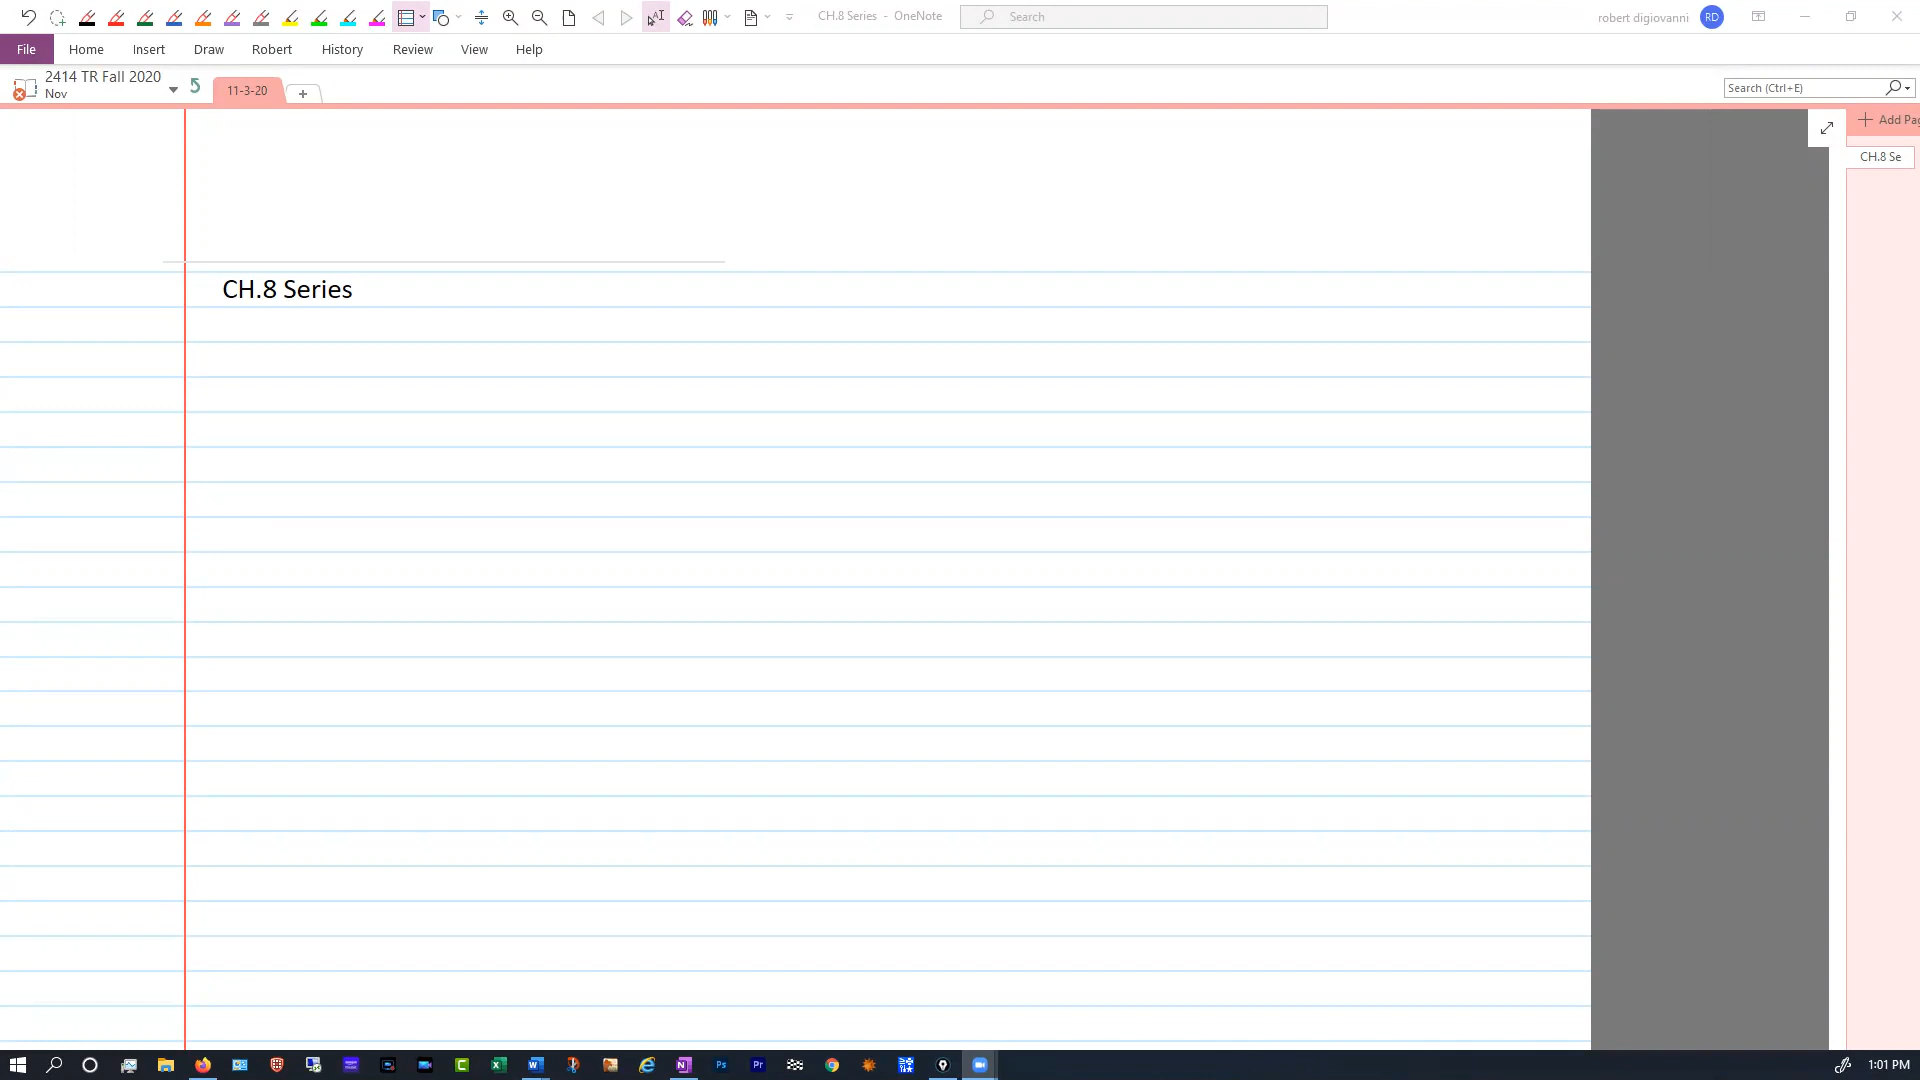 CH.8 Series - OneNote
Search
robert digiovanni
RD
File
Home
Insert
Draw
Robert
History
Review
View
Help
2414 TR Fall 2020
Nov
11-3-20
Search (Ctrl+E)
Add Pag
CH.8 Se
CH.8 Series
1:01 PM